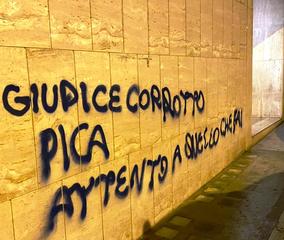 GIUDICE CORROTTO
PICA
ATTENTO A QUELLO CHE FAI